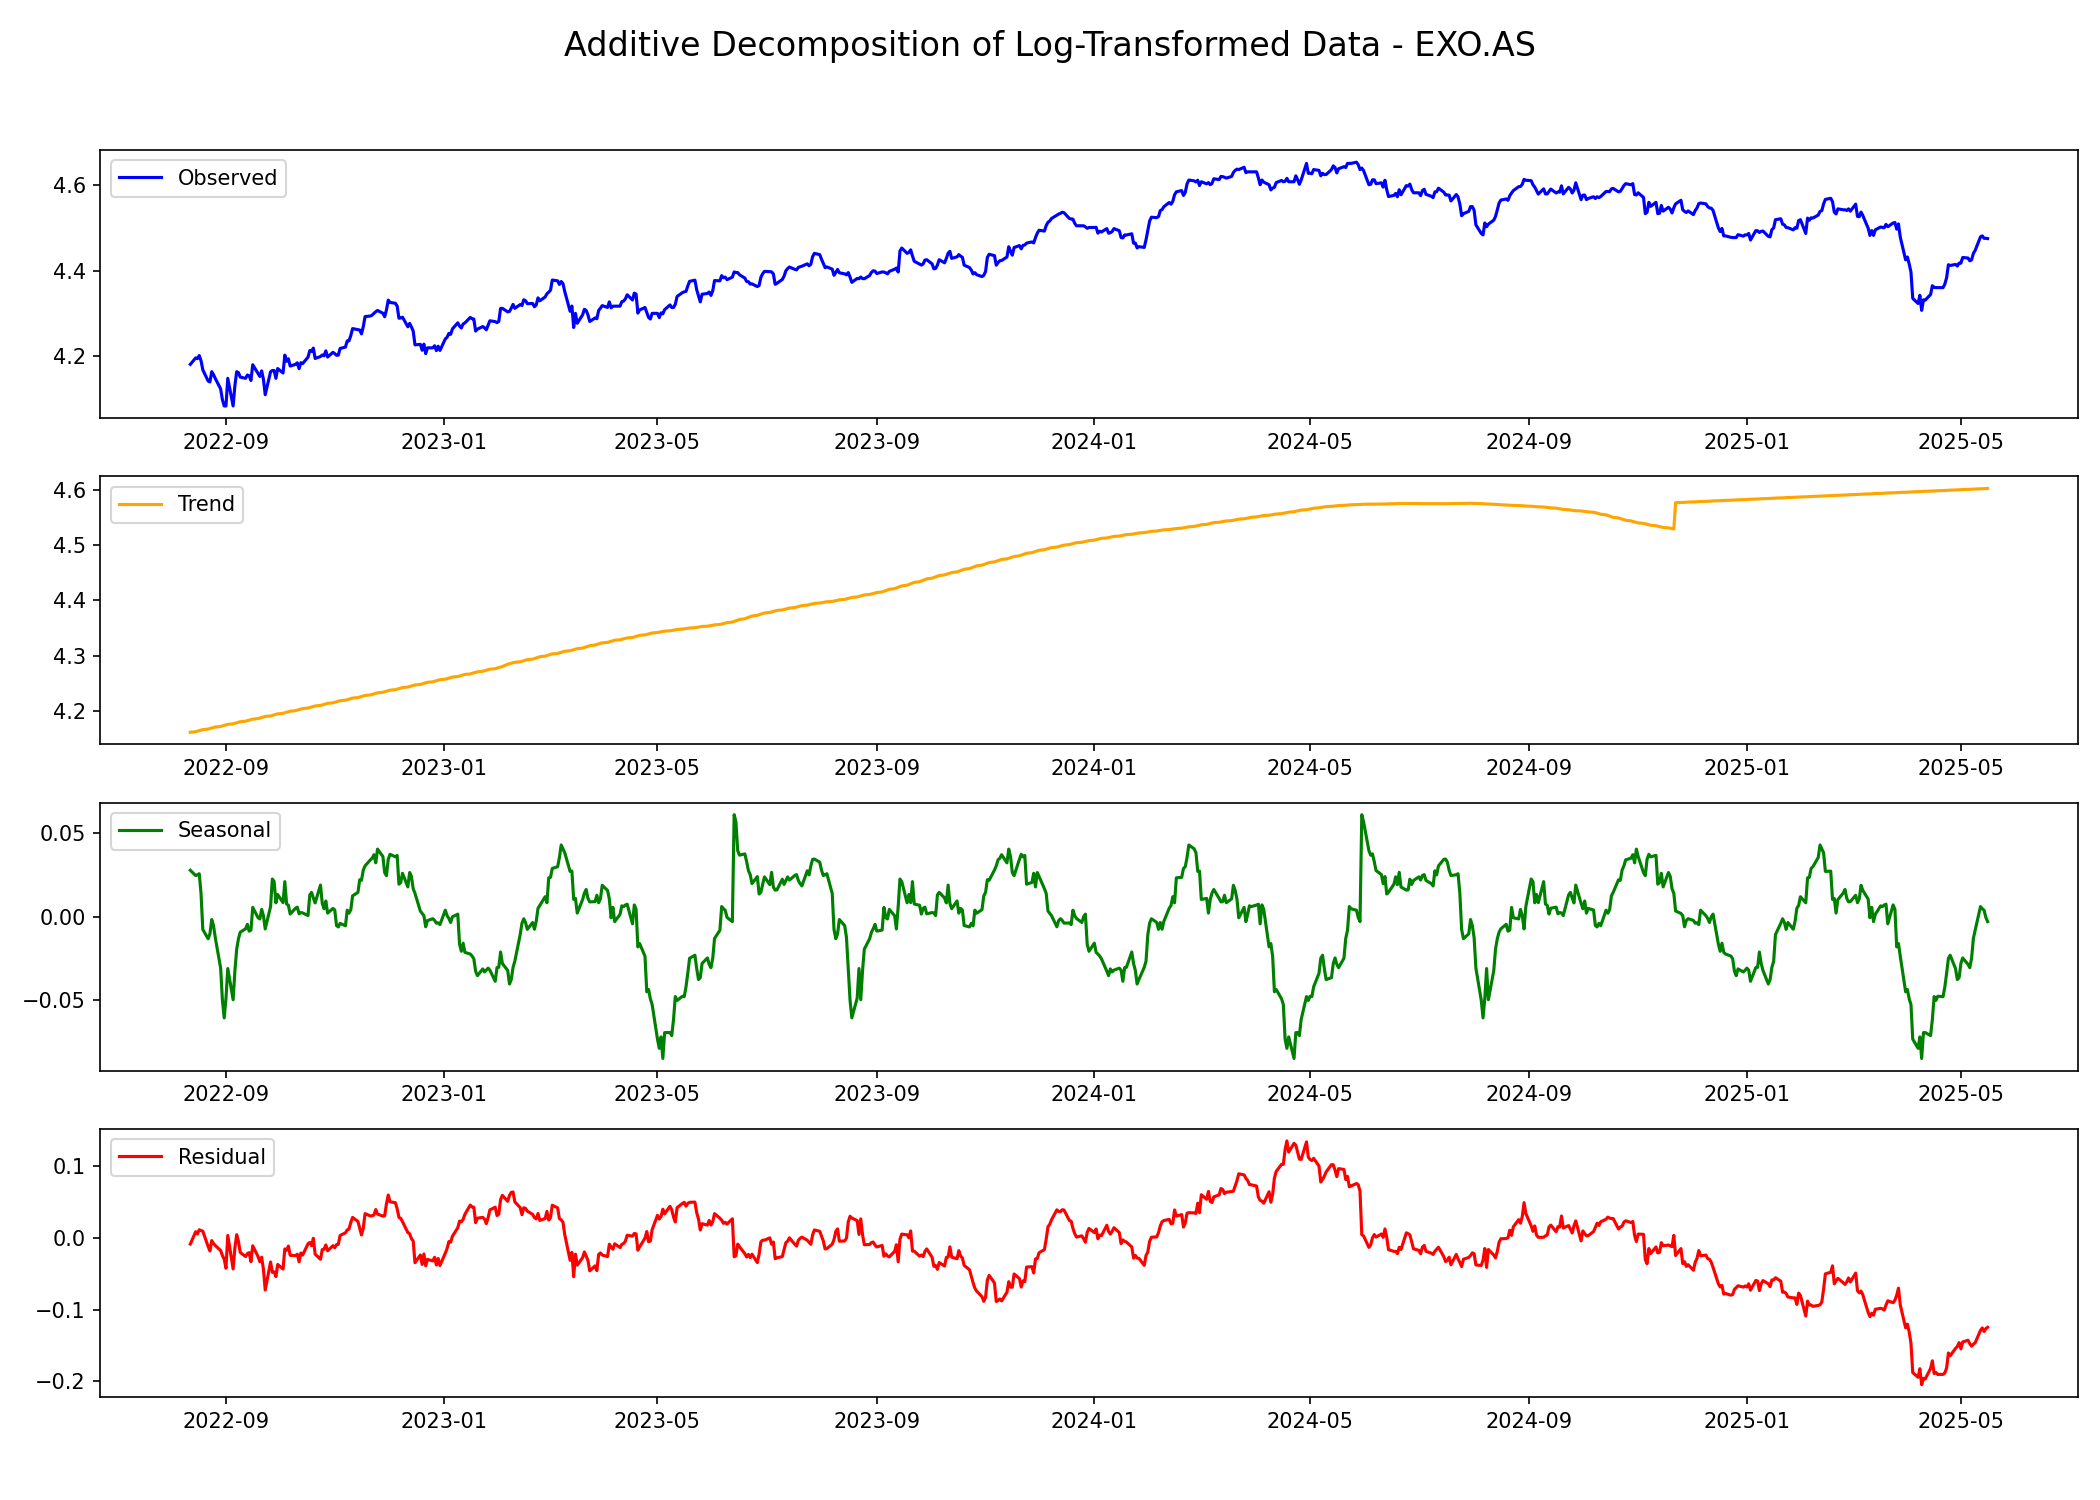 Additive Decomposition of Log-Transformed Data - EXO.AS
Observed
4.6
4.4
4.2
2022-09 2023-01 2023-05 2023-09 2024-01 2024-05 2024-09 2025-01 2025-05
Trend
4.6
4.5
4.4
4.3
4.2
2022-09 2023-01 2023-05 2023-09 2024-01 2024-05 2024-09 2025-01 2025-05
Seasonal
0.05
0.00
−0.05
2022-09 2023-01 2023-05 2023-09 2024-01 2024-05 2024-09 2025-01 2025-05
Residual
0.1
0.0
−0.1
−0.2
2022-09 2023-01 2023-05 2023-09 2024-01 2024-05 2024-09 2025-01 2025-05